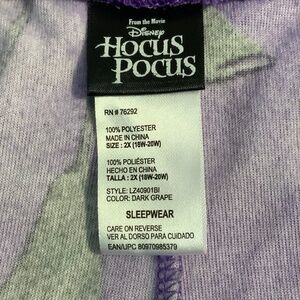 From the Movie
Disney
HOCUS
POCUS
RN # 76292
100% POLYESTER
MADE IN CHINA
SIZE : 2X (18W-20W)
100% POLIÉSTER
HECHO EN CHINA
TALLA : 2X (18W-20W)
STYLE: LZ40901BI
COLOR: DARK GRAPE
SLEEPWEAR
CARE ON REVERSE
VER AL DORSO PARA CUIDADO
EAN/UPC 80970985379